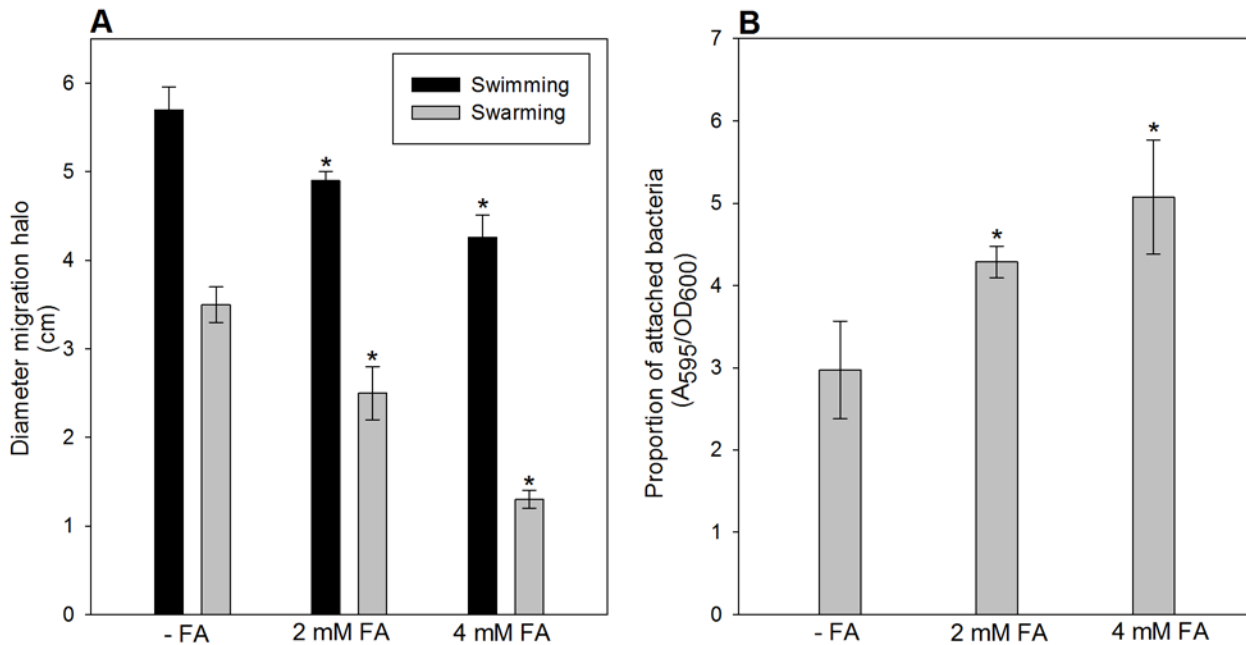 A
Diameter migration halo
(cm)
6
5
4
3
2
1
0
Swimming
Swarming
*
*
*
*
- FA
2 mM FA
4 mM FA
B
Proportion of attached bacteria
(A595/OD600)
7
6
5
4
3
2
1
0
*
*
- FA
2 mM FA
4 mM FA